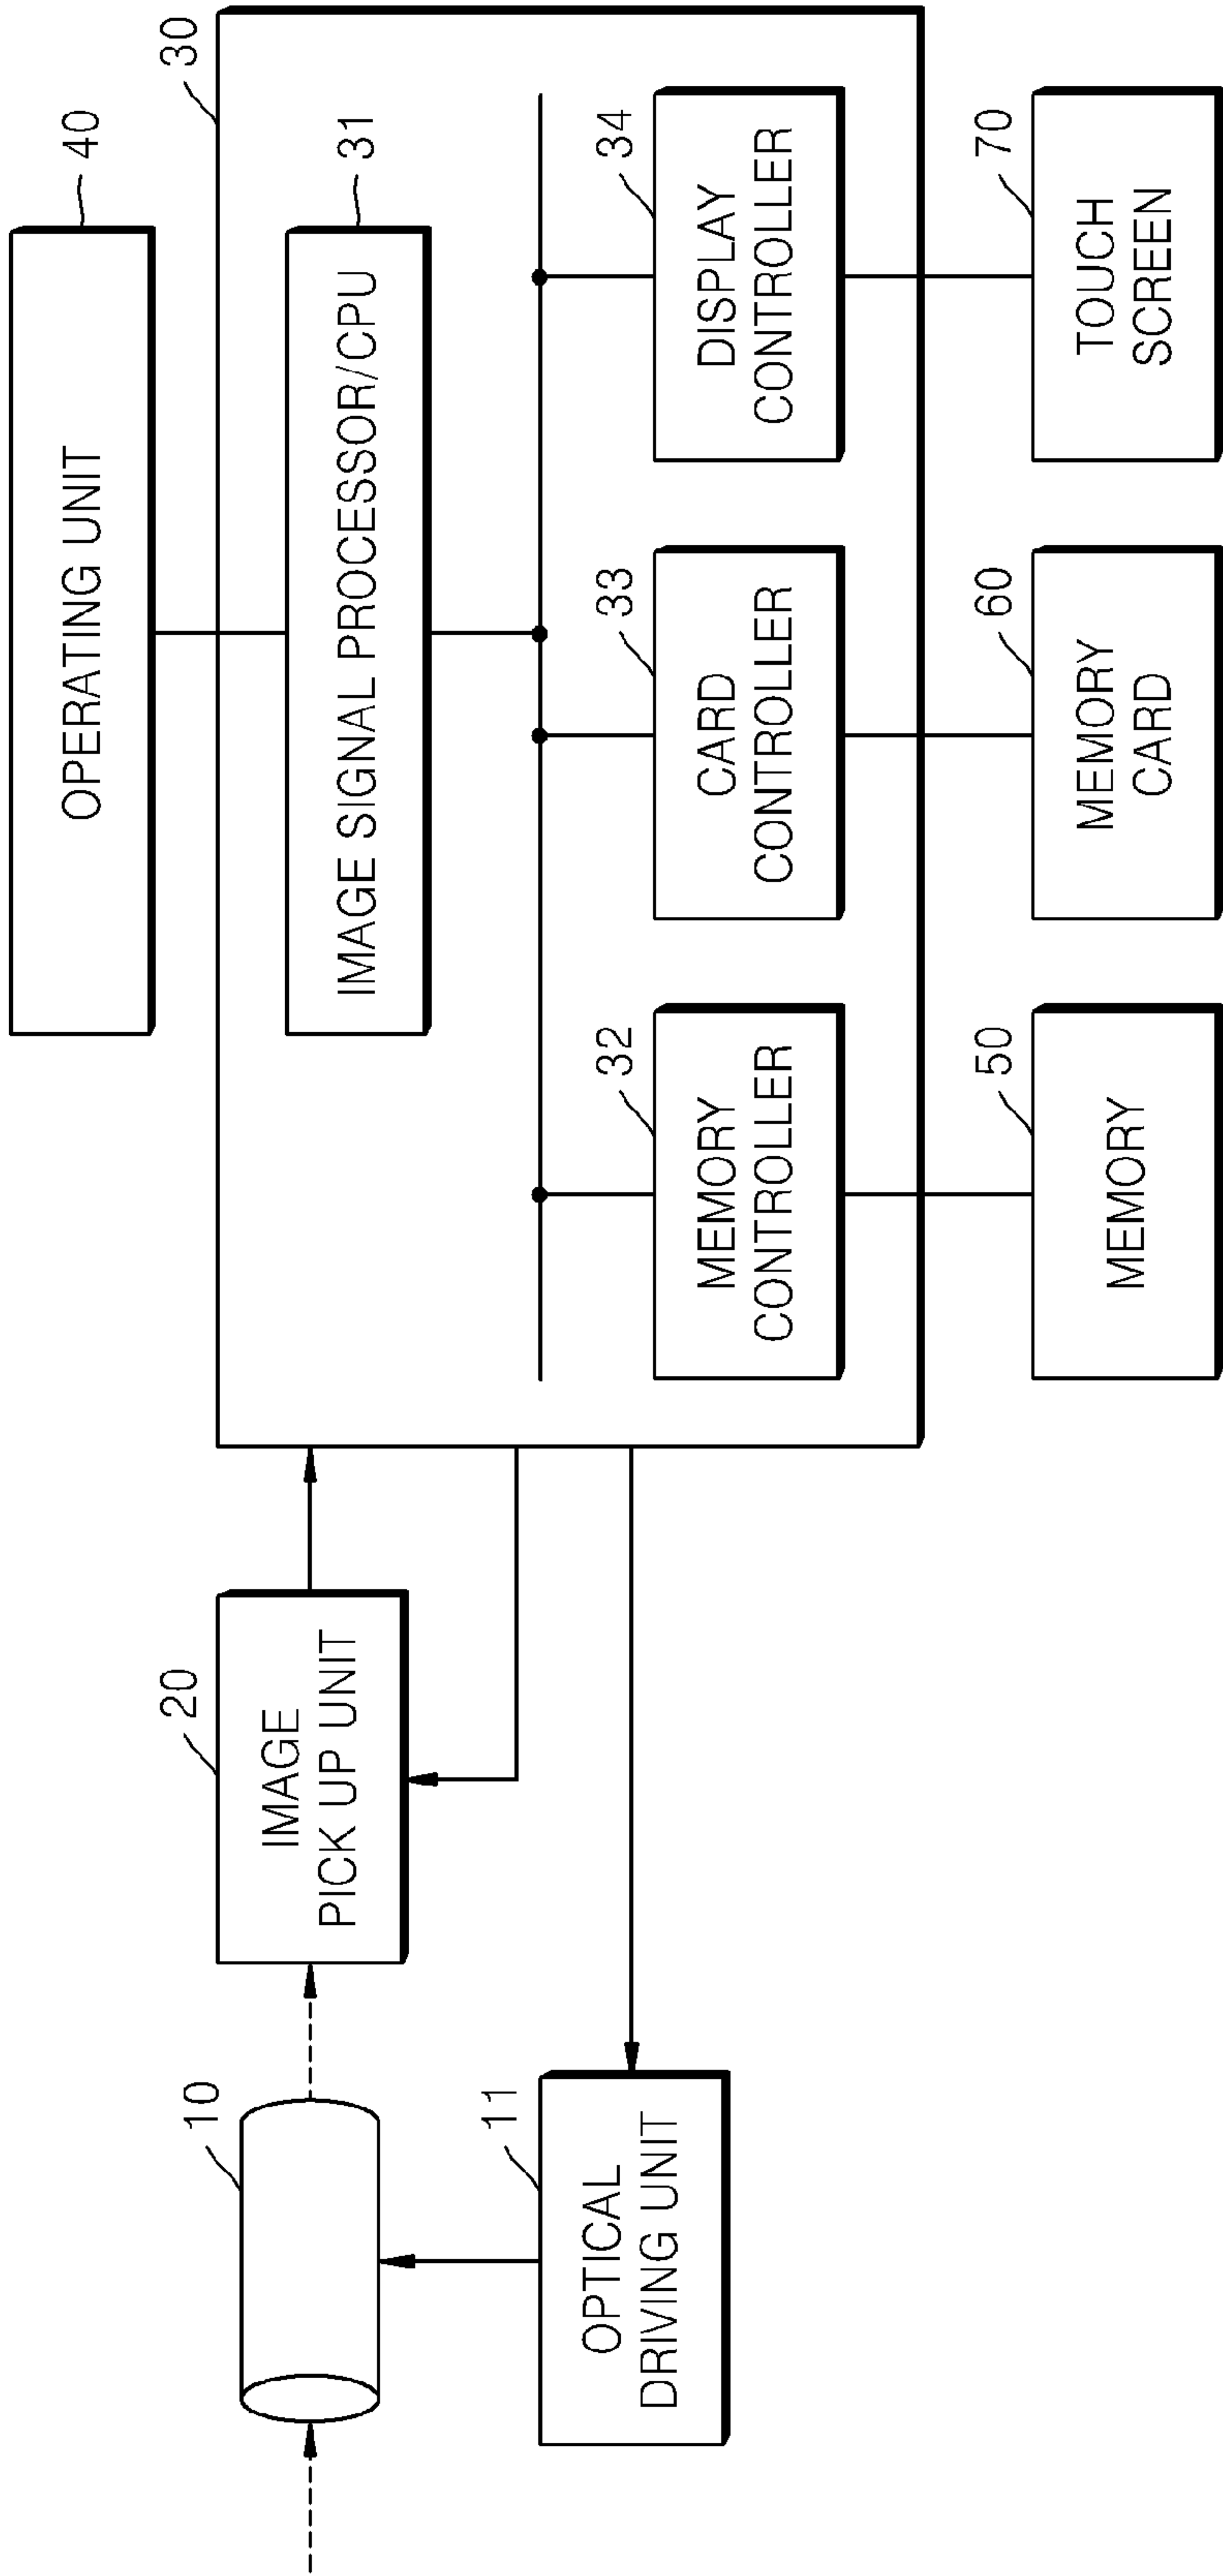 40
OPERATING UNIT
30
31
IMAGE SIGNAL PROCESSOR/CPU
10
20
IMAGE
PICK UP UNIT
11
OPTICAL
DRIVING UNIT
32
MEMORY
CONTROLLER
33
CARD
CONTROLLER
34
DISPLAY
CONTROLLER
50
MEMORY
60
MEMORY
CARD
70
TOUCH
SCREEN